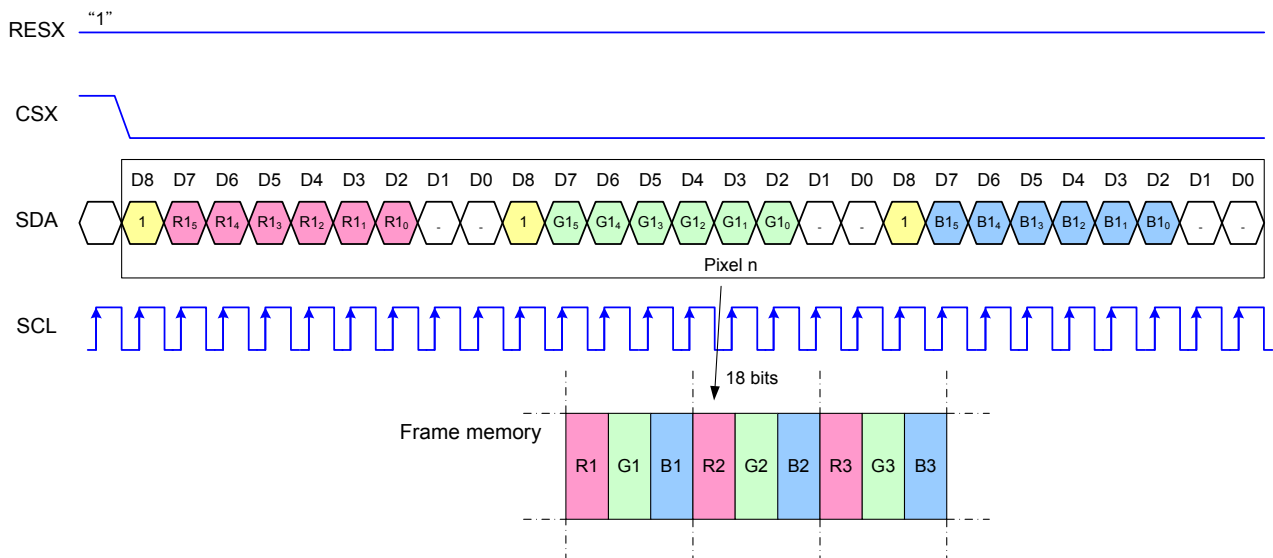 RESX “1”
CSX
D8 D7 D6 D5 D4 D3 D2 D1 D0 D8 D7 D6 D5 D4 D3 D2 D1 D0 D8 D7 D6 D5 D4 D3 D2 D1 D0
SDA 1 R1₅ R1₄ R1₃ R1₂ R1₁ R1₀ - - 1 G1₅ G1₄ G1₃ G1₂ G1₁ G1₀ - - 1 B1₅ B1₄ B1₃ B1₂ B1₁ B1₀ - -
Pixel n
SCL
18 bits
Frame memory
R1 G1 B1 R2 G2 B2 R3 G3 B3